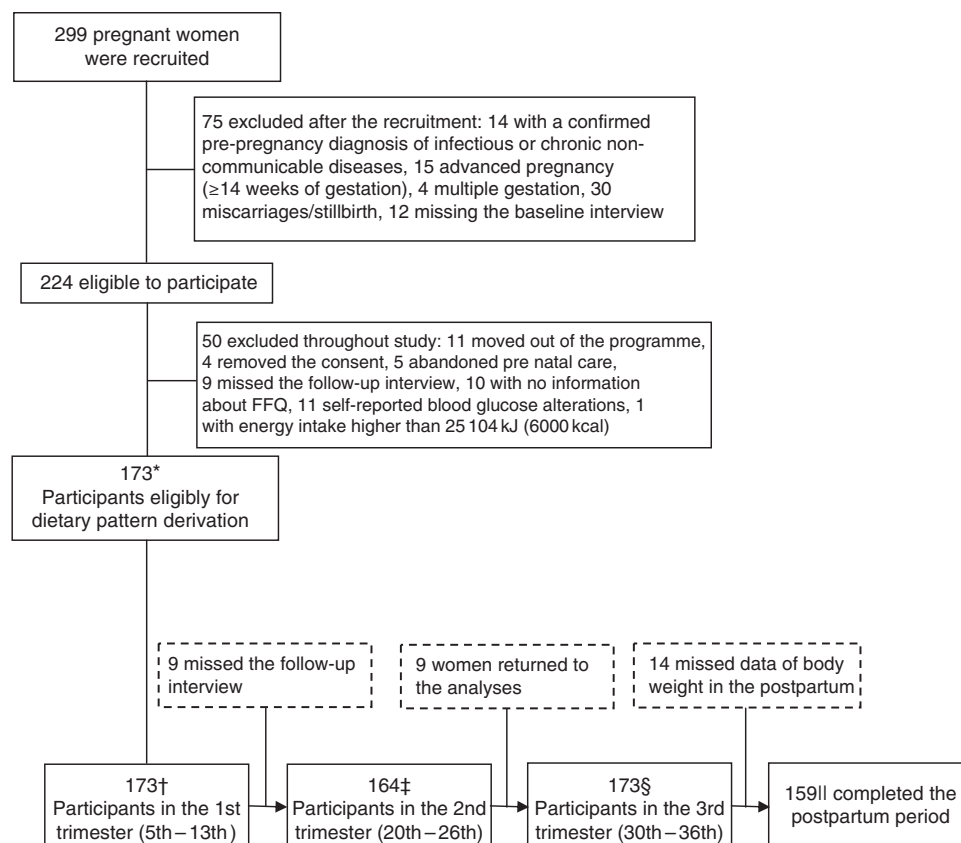 299 pregnant women
were recruited
75 excluded after the recruitment: 14 with a confirmed
pre-pregnancy diagnosis of infectious or chronic non-
communicable diseases, 15 advanced pregnancy
(≥14 weeks of gestation), 4 multiple gestation, 30
miscarriages/stillbirth, 12 missing the baseline interview
224 eligible to participate
50 excluded throughout study: 11 moved out of the programme,
4 removed the consent, 5 abandoned pre natal care,
9 missed the follow-up interview, 10 with no information
about FFQ, 11 self-reported blood glucose alterations, 1
with energy intake higher than 25 104 kJ (6000 kcal)
173*
Participants eligibly for
dietary pattern derivation
9 missed the follow-up
interview
9 women returned to
the analyses
14 missed data of body
weight in the postpartum
173†
Participants in the 1st
trimester (5th–13th)
164‡
Participants in the 2nd
trimester (20th–26th)
173§
Participants in the 3rd
trimester (30th–36th)
159ǁ completed the
postpartum period